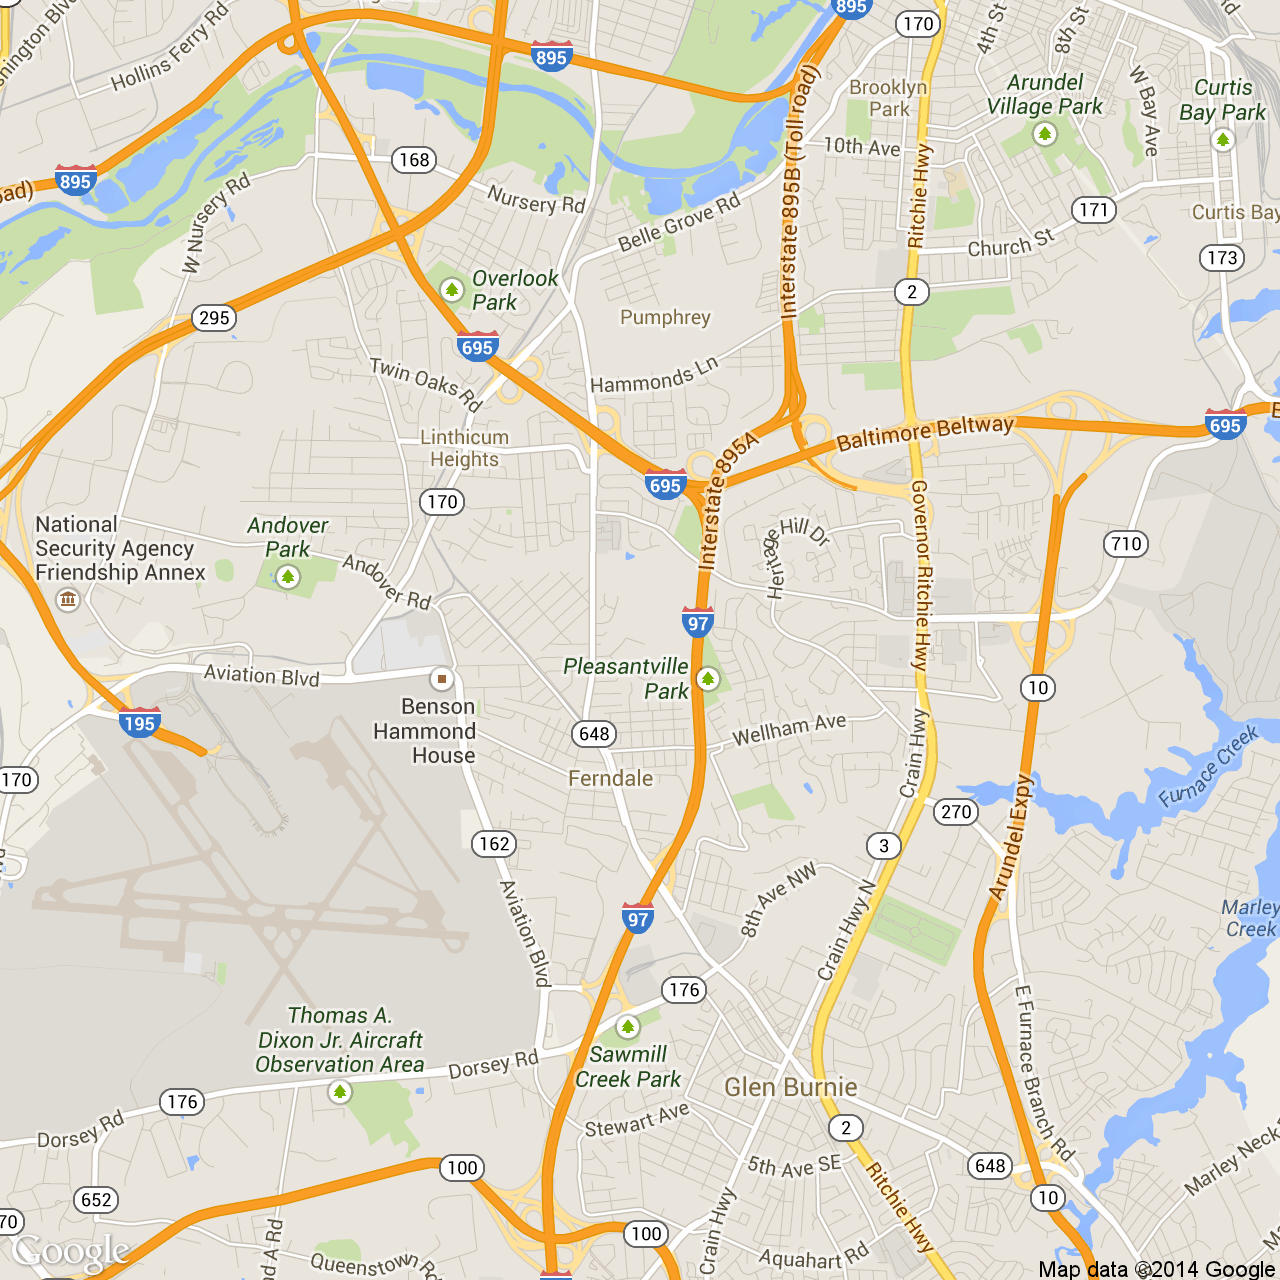 895
170
4th St
8th St
Hollins Ferry Rd
895
Brooklyn
Park
Arundel
Village Park
W Bay Ave
Curtis
Bay Park
10th Ave
168
895
Nursery Rd
W Nursery Rd
Belle Grove Rd
Interstate 895B (Toll road)
Ritchie Hwy
171
Curtis Bay
Church St
173
Overlook
Park
2
295
Pumphrey
695
Twin Oaks Rd
Hammonds Ln
Linthicum
Heights
Baltimore Beltway
695
Interstate 895A
695
170
National
Security Agency
Friendship Annex
Andover
Park
Andover Rd
Heritage Hill Dr
Governor Ritchie Hwy
710
97
Pleasantville
Park
Aviation Blvd
Benson
Hammond
House
10
195
648
Wellham Ave
Crain Hwy
Furnace Creek
170
Ferndale
270
Arundel Expy
162
3
Aviation Blvd
8th Ave NW
Crain Hwy N
97
Marley
Creek
176
E Furnace Branch Rd
Thomas A.
Dixon Jr. Aircraft
Observation Area
Dorsey Rd
Sawmill
Creek Park
Glen Burnie
176
Dorsey Rd
Stewart Ave
2
5th Ave SE
648
100
652
10
Ritchie Hwy
Marley Neck
Crain Hwy
100
Aquahart Rd
Queenstown Rd
Google
Map data ©2014 Google